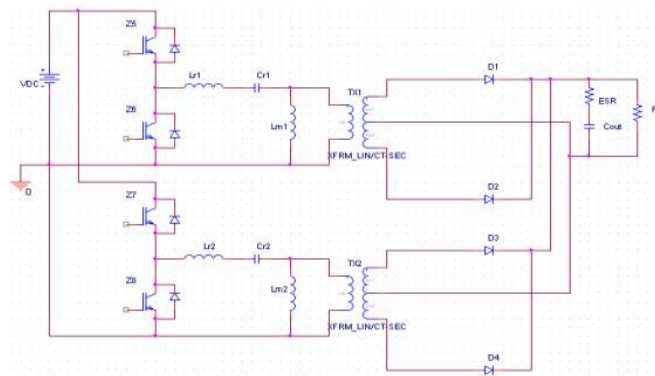 Z5
D1
Lr1
Cr1
TX1
VDC
ESR
Z6
Lm1
Cout
XFRM_LIN/CT-SEC
0
D2
Z7
D3
Lr2
Cr2
TX2
Z8
Lm2
XFRM_LIN/CT-SEC
D4